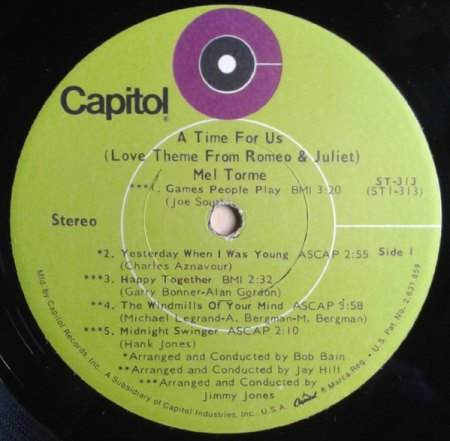 Capitol®
A Time For Us
(Love Theme From Romeo & Juliet)
Mel Torme
***1. Games People Play BMI 3:20
(Joe South)
ST-313
(ST1-313)
Stereo
Side 1
*2. Yesterday When I Was Young ASCAP 2:55
(Charles Aznavour)
***3. Happy Together BMI 2:32
(Garry Bonner-Alan Gordon)
**4. The Windmills Of Your Mind ASCAP 3:58
(Michael Legrand-A. Bergman-M. Bergman)
***5. Midnight Swinger ASCAP 2:10
(Hank Jones)
*Arranged and Conducted by Bob Bain
**Arranged and Conducted by Jay Hill
***Arranged and Conducted by
Jimmy Jones
Mfd. by Capitol Records, Inc., A Subsidiary of Capitol Industries, Inc., U.S.A. Capitol ® Marca Reg. • U.S. Pat. No. 2,631,859